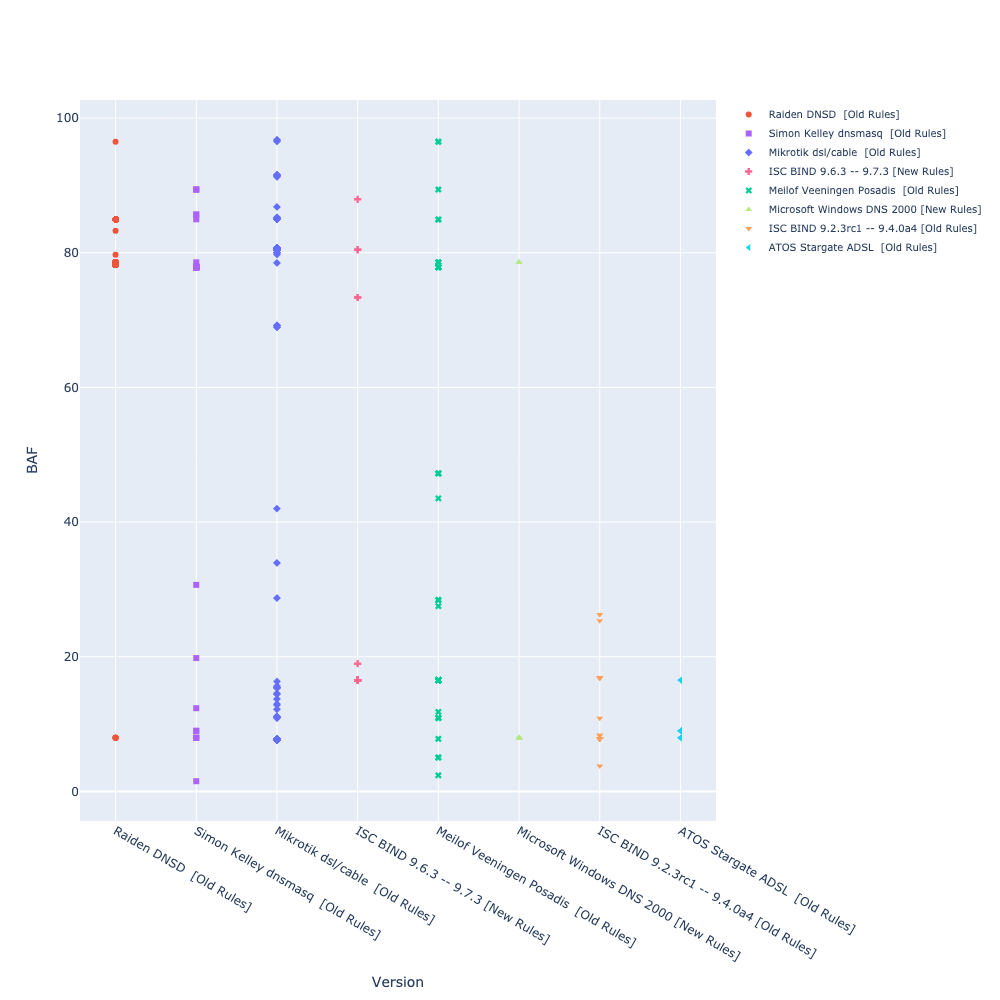 100
80
60
40
20
0
BAF
Raiden DNSD  [Old Rules]
Simon Kelley dnsmasq  [Old Rules]
Mikrotik dsl/cable  [Old Rules]
ISC BIND 9.6.3 -- 9.7.3 [New Rules]
Meilof Veeningen Posadis  [Old Rules]
Microsoft Windows DNS 2000 [New Rules]
ISC BIND 9.2.3rc1 -- 9.4.0a4 [Old Rules]
ATOS Stargate ADSL  [Old Rules]
Version
Raiden DNSD  [Old Rules]
Simon Kelley dnsmasq  [Old Rules]
Mikrotik dsl/cable  [Old Rules]
ISC BIND 9.6.3 -- 9.7.3 [New Rules]
Meilof Veeningen Posadis  [Old Rules]
Microsoft Windows DNS 2000 [New Rules]
ISC BIND 9.2.3rc1 -- 9.4.0a4 [Old Rules]
ATOS Stargate ADSL  [Old Rules]